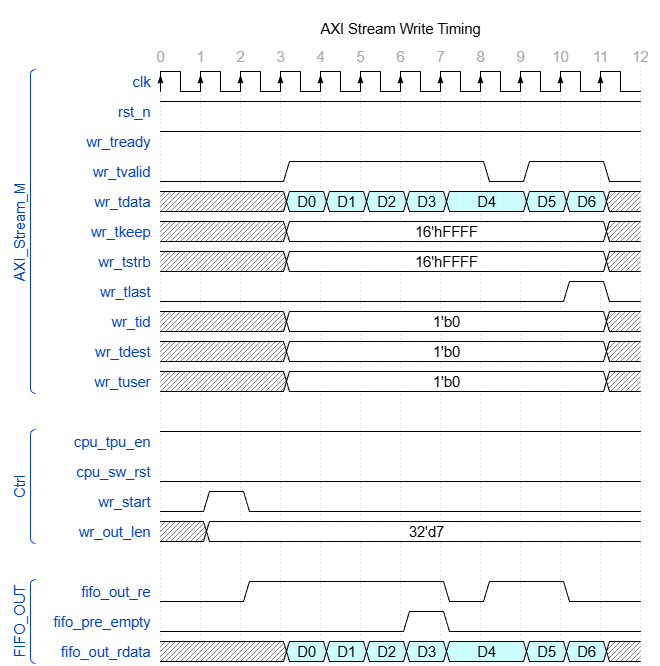 AXI Stream Write Timing
0 1 2 3 4 5 6 7 8 9 10 11 12
AXI_Stream_M
clk
rst_n
wr_tready
wr_tvalid
wr_tdata D0 D1 D2 D3 D4 D5 D6
wr_tkeep 16'hFFFF
wr_tstrb 16'hFFFF
wr_tlast
wr_tid 1'b0
wr_tdest 1'b0
wr_tuser 1'b0
Ctrl
cpu_tpu_en
cpu_sw_rst
wr_start
wr_out_len 32'd7
FIFO_OUT
fifo_out_re
fifo_pre_empty
fifo_out_rdata D0 D1 D2 D3 D4 D5 D6